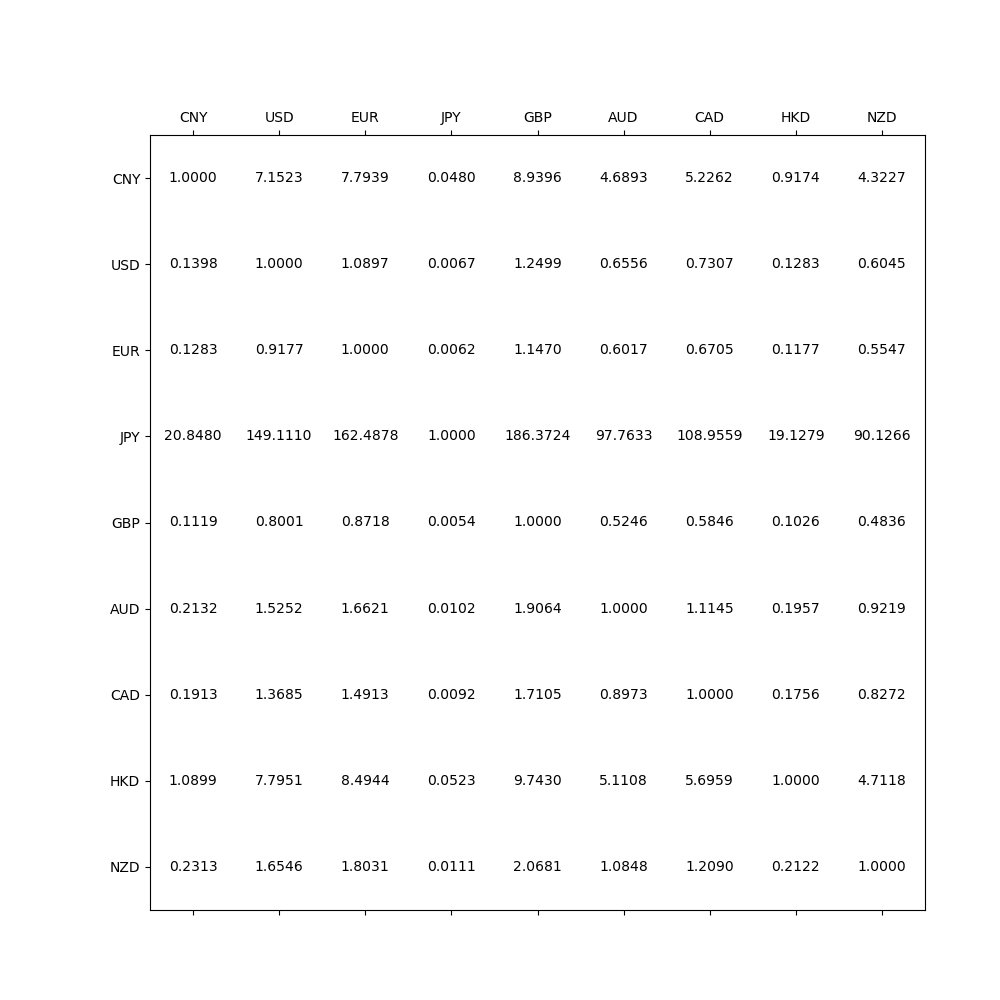 CNY USD EUR JPY GBP AUD CAD HKD NZD
CNY 1.0000 7.1523 7.7939 0.0480 8.9396 4.6893 5.2262 0.9174 4.3227
USD 0.1398 1.0000 1.0897 0.0067 1.2499 0.6556 0.7307 0.1283 0.6045
EUR 0.1283 0.9177 1.0000 0.0062 1.1470 0.6017 0.6705 0.1177 0.5547
JPY 20.8480 149.1110 162.4878 1.0000 186.3724 97.7633 108.9559 19.1279 90.1266
GBP 0.1119 0.8001 0.8718 0.0054 1.0000 0.5246 0.5846 0.1026 0.4836
AUD 0.2132 1.5252 1.6621 0.0102 1.9064 1.0000 1.1145 0.1957 0.9219
CAD 0.1913 1.3685 1.4913 0.0092 1.7105 0.8973 1.0000 0.1756 0.8272
HKD 1.0899 7.7951 8.4944 0.0523 9.7430 5.1108 5.6959 1.0000 4.7118
NZD 0.2313 1.6546 1.8031 0.0111 2.0681 1.0848 1.2090 0.2122 1.0000